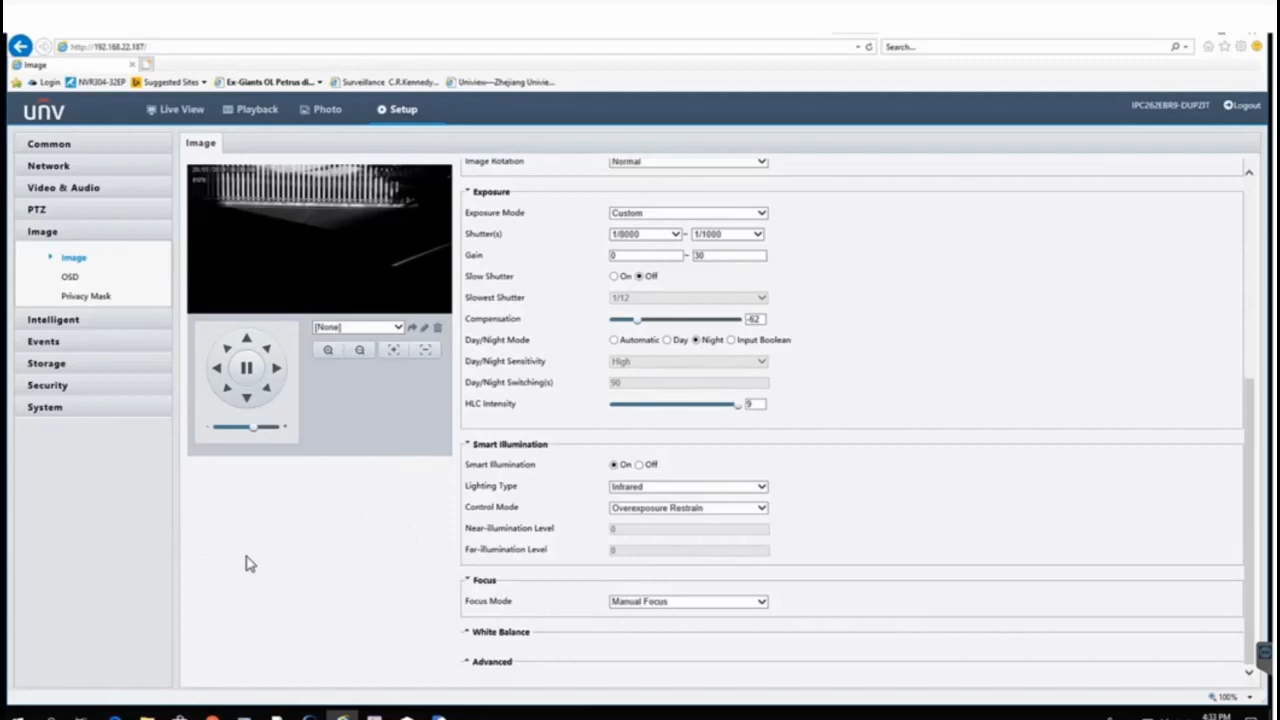 http://192.168.22.187/
Search...
Image
Login NVR304-32EP Suggested Sites Ex-Giants OL Petrus di... Surveillance C.R.Kennedy... Uniview—Zhejiang Univie...
unv Live View Playback Photo Setup IPC262EBR9-DUPZIT Logout
Common
Network
Video & Audio
PTZ
Image
Image
OSD
Privacy Mask
Intelligent
Events
Storage
Security
System
Image
[None]
Image Rotation Normal
Exposure
Exposure Mode Custom
Shutter(s) 1/8000 ~ 1/1000
Gain 0 ~ 30
Slow Shutter On Off
Slowest Shutter 1/12
Compensation -62
Day/Night Mode Automatic Day Night Input Boolean
Day/Night Sensitivity High
Day/Night Switching(s) 90
HLC Intensity 9
Smart Illumination
Smart Illumination On Off
Lighting Type Infrared
Control Mode Overexposure Restrain
Near-illumination Level 0
Far-illumination Level 0
Focus
Focus Mode Manual Focus
White Balance
Advanced
100%
4:33 PM